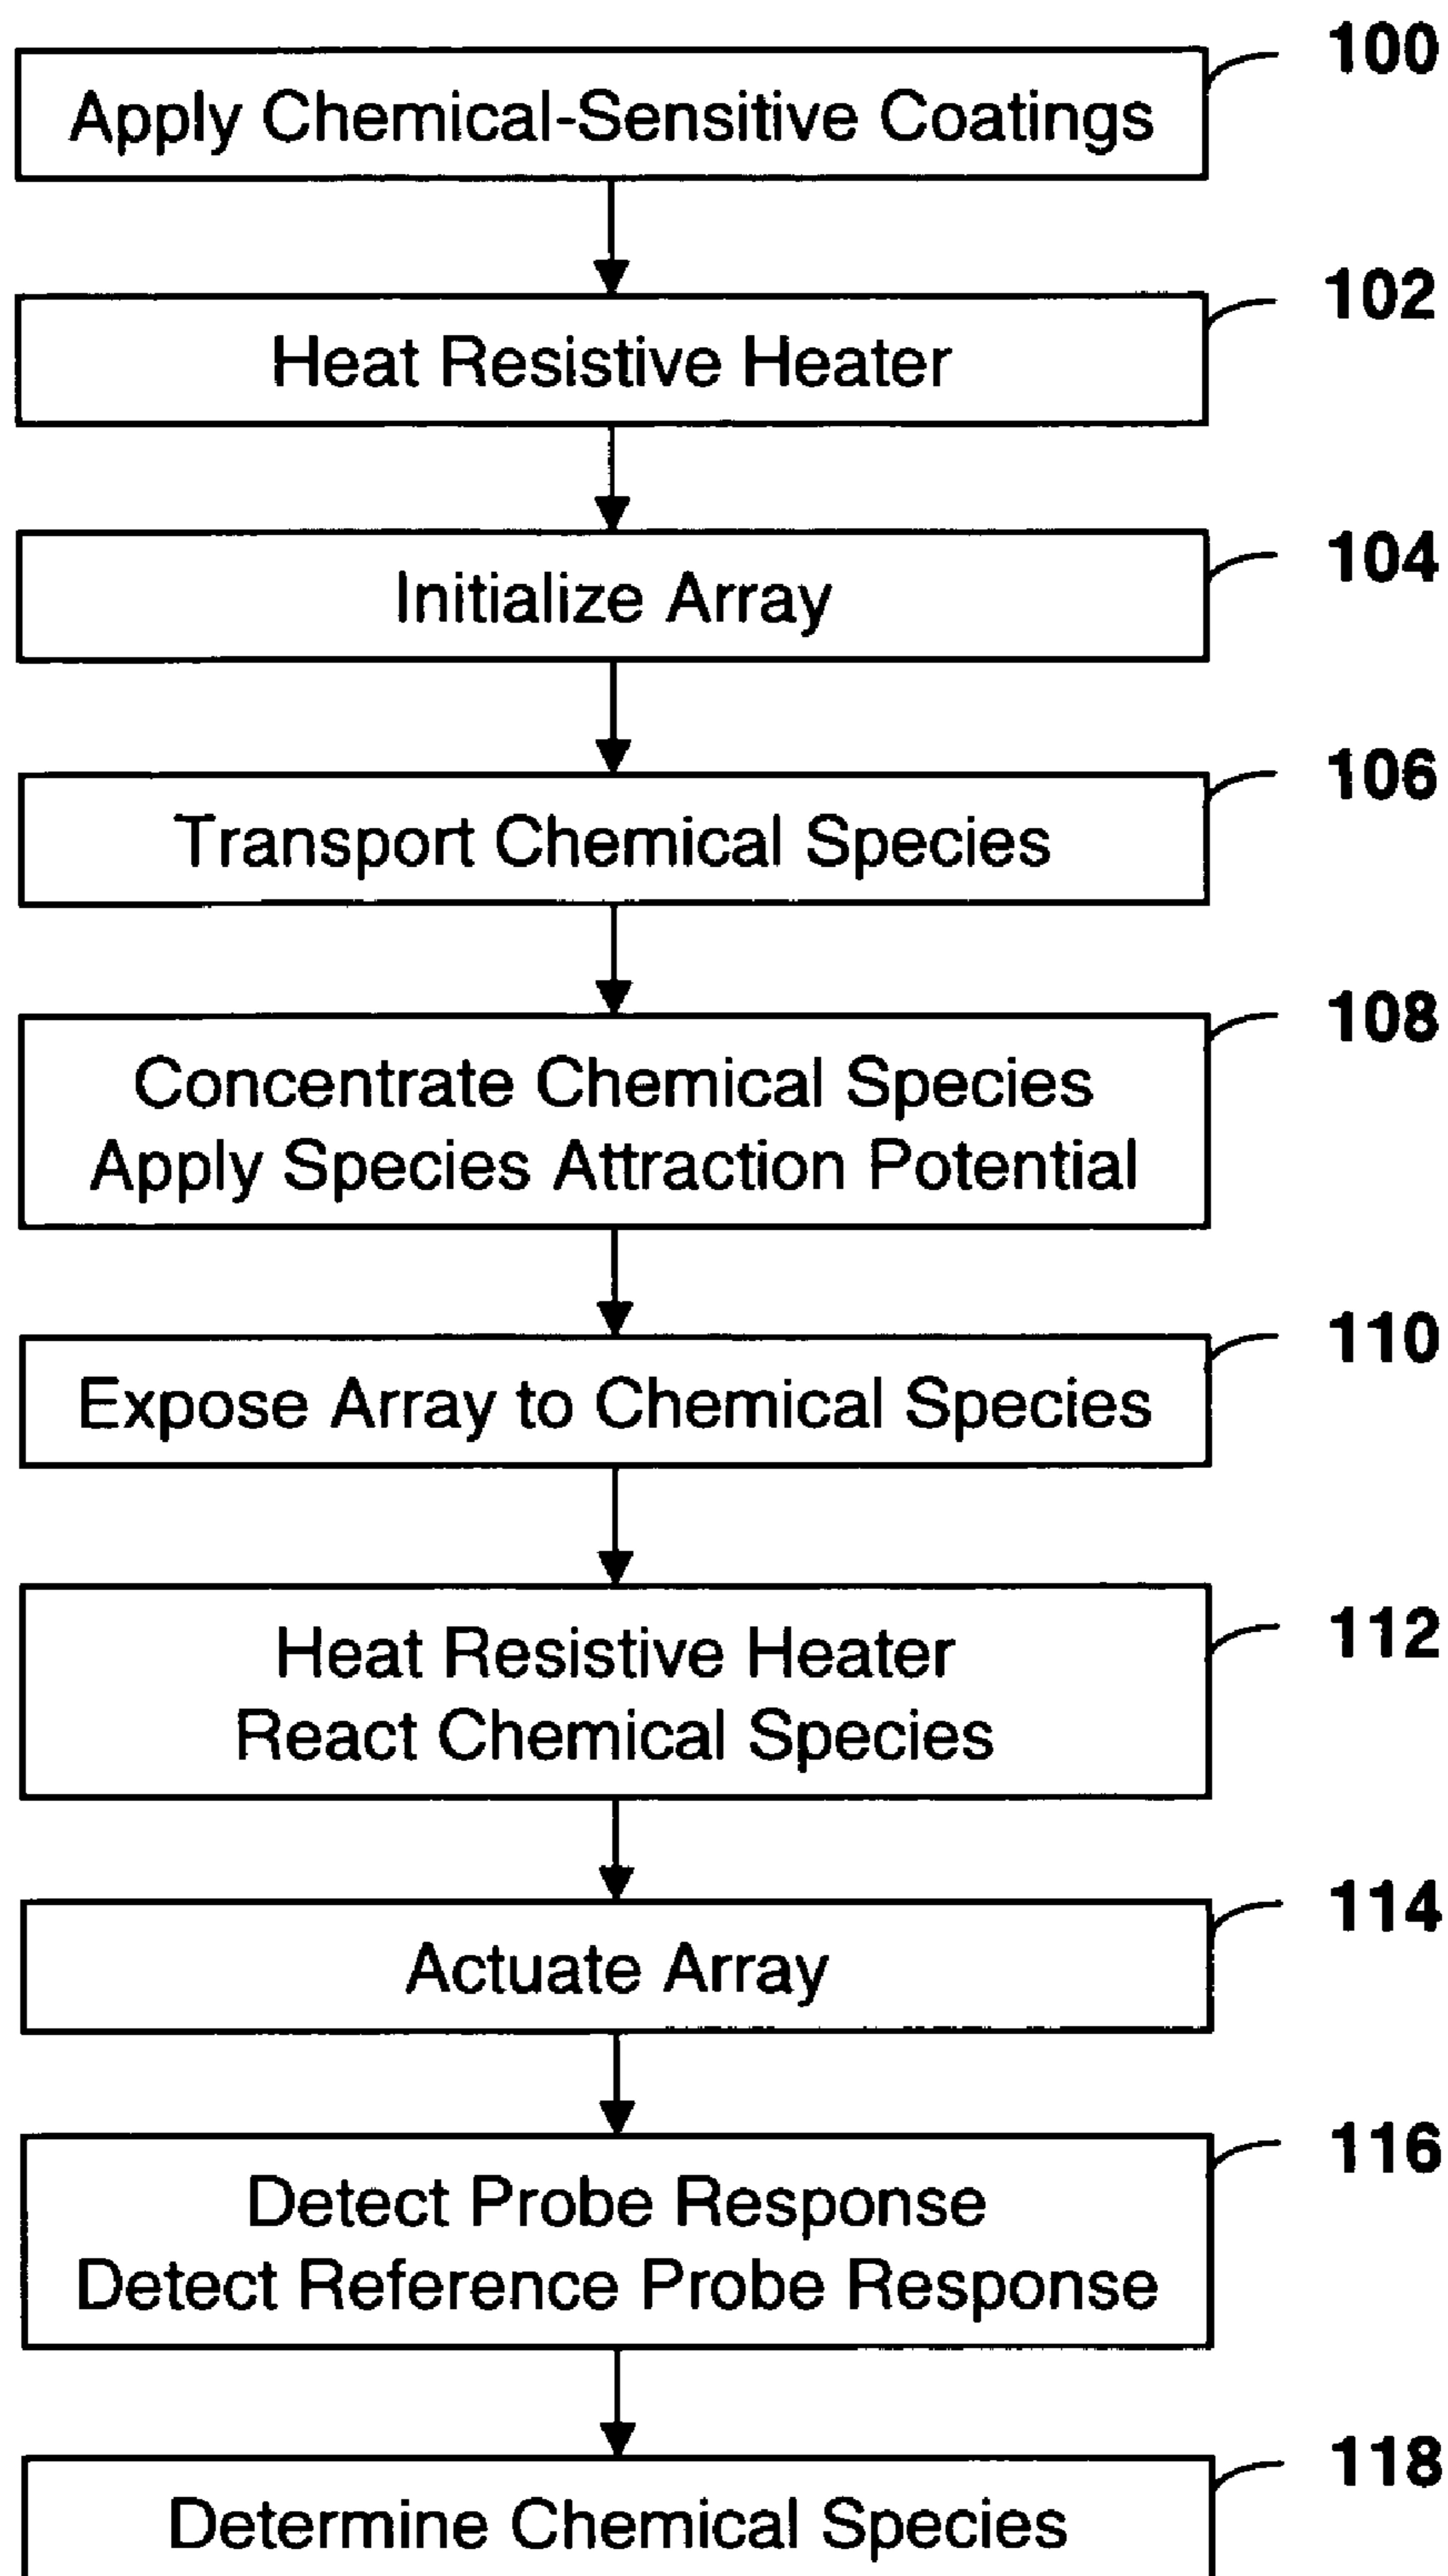 100
Apply Chemical-Sensitive Coatings
102
Heat Resistive Heater
104
Initialize Array
106
Transport Chemical Species
108
Concentrate Chemical Species
Apply Species Attraction Potential
110
Expose Array to Chemical Species
112
Heat Resistive Heater
React Chemical Species
114
Actuate Array
116
Detect Probe Response
Detect Reference Probe Response
118
Determine Chemical Species